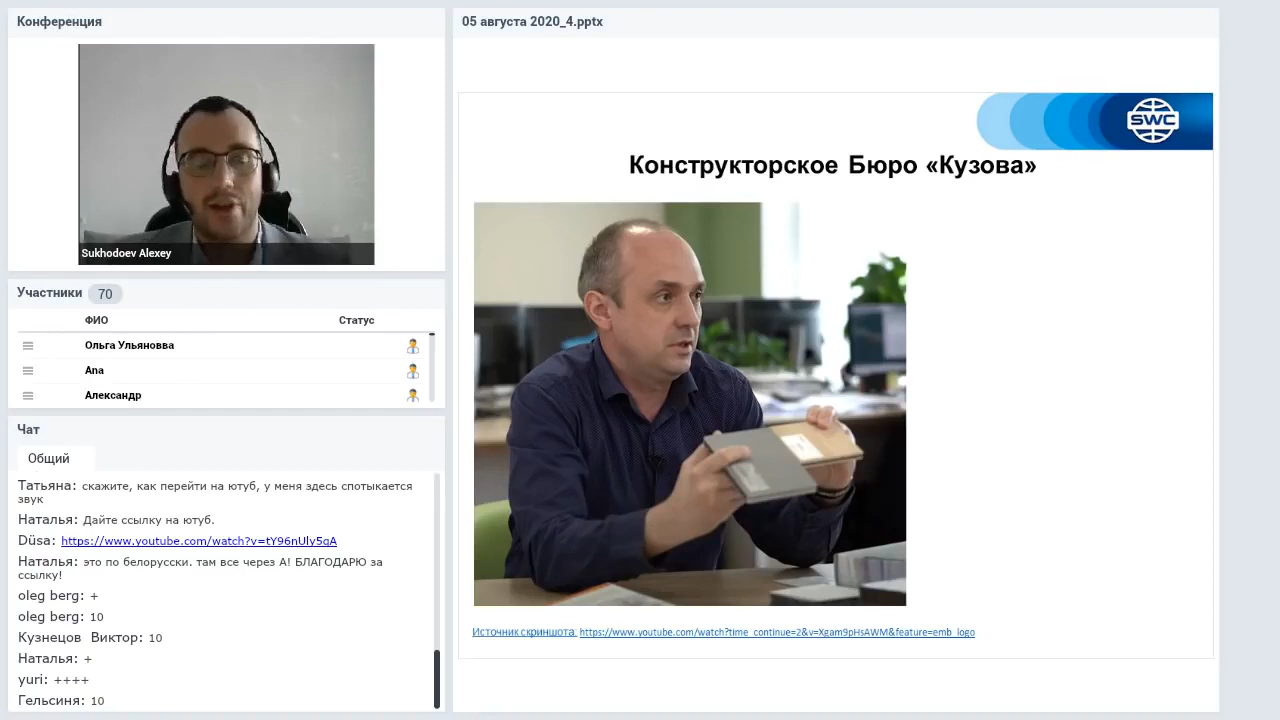 Конференция
Sukhodoev Alexey
Участники 70
ФИО Статус
Ольга Ульяновва
Ana
Александр
Чат
Общий
Татьяна: скажите, как перейти на ютуб, у меня здесь спотыкается
звук
Наталья: Дайте ссылку на ютуб.
Düsa: https://www.youtube.com/watch?v=tY96nUly5qA
Наталья: это по белорусски. там все через А! БЛАГОДАРЮ за
ссылку!
oleg berg: +
oleg berg: 10
Кузнецов Виктор: 10
Наталья: +
yuri: ++++
Гельсиня: 10
05 августа 2020_4.pptx
SWC
Конструкторское Бюро «Кузова»
Источник скриншота: https://www.youtube.com/watch?time_continue=2&v=Xgam9pHsAWM&feature=emb_logo